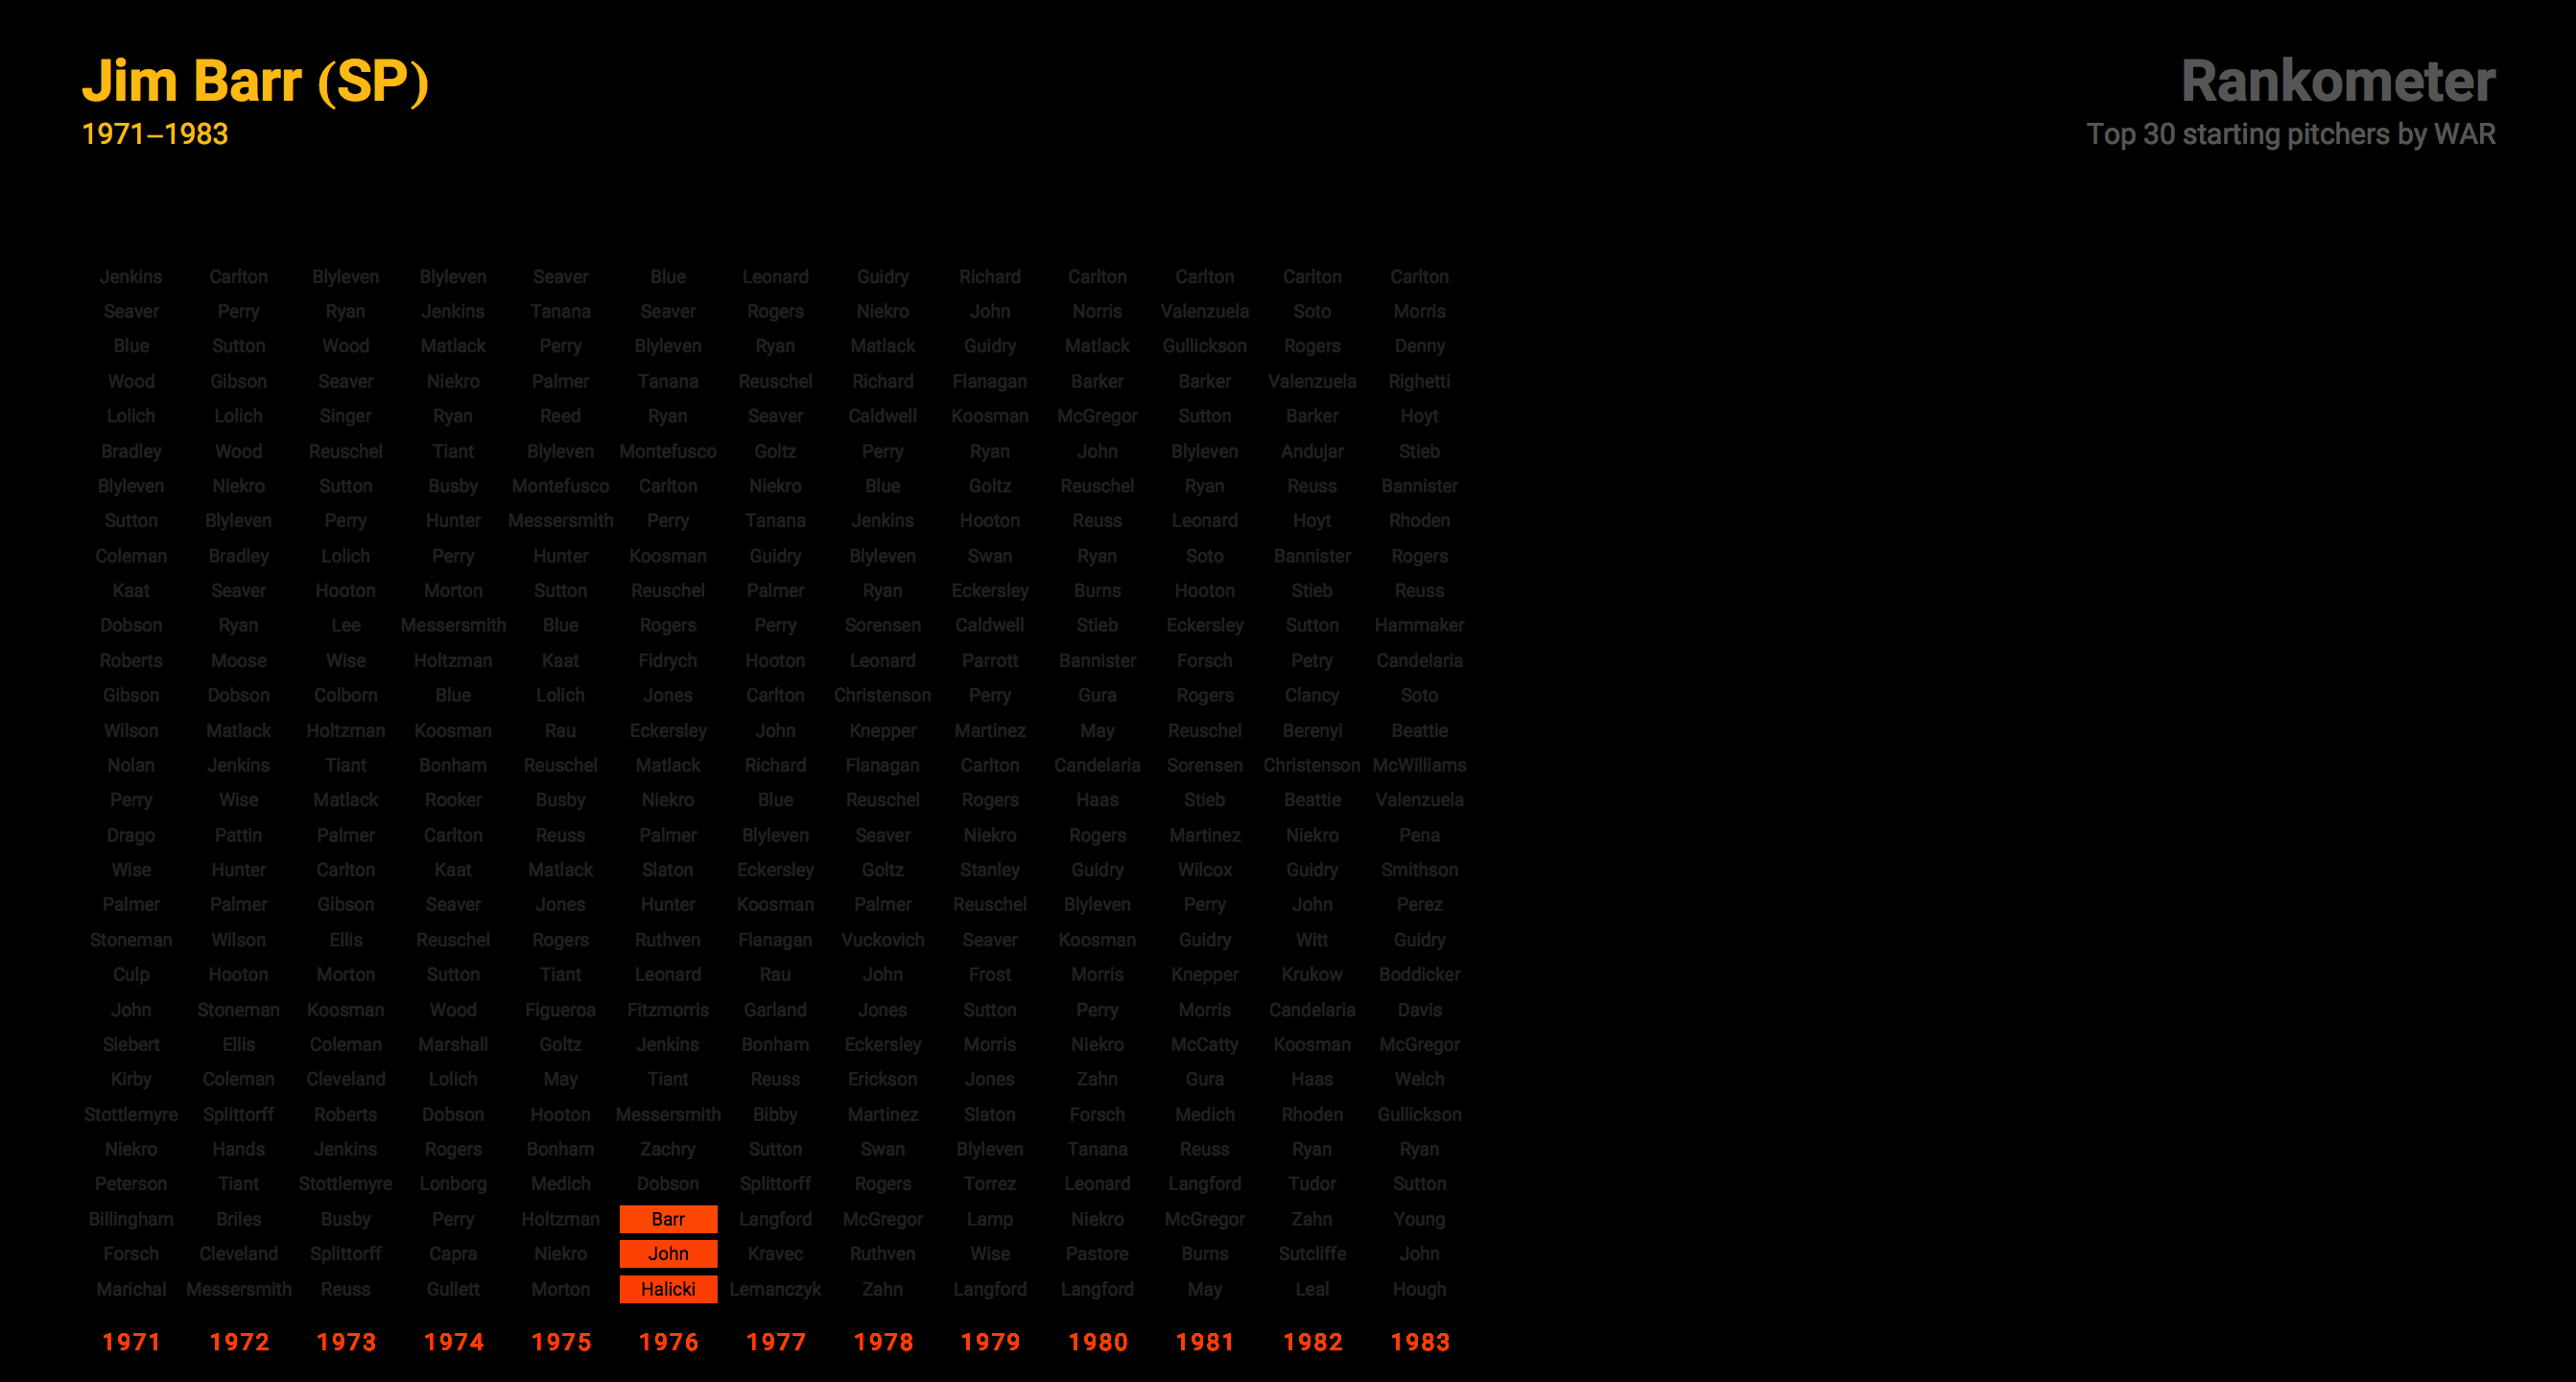 Jim Barr (SP)
1971–1983
Rankometer
Top 30 starting pitchers by WAR
Jenkins Carlton Blyleven Blyleven Seaver Blue Leonard Guidry Richard Carlton Carlton Carlton Carlton
Seaver Perry Ryan Jenkins Tanana Seaver Rogers Niekro John Norris Valenzuela Soto Morris
Blue Sutton Wood Matlack Perry Blyleven Ryan Matlack Guidry Matlack Gullickson Rogers Denny
Wood Gibson Seaver Niekro Palmer Tanana Reuschel Richard Flanagan Barker Barker Valenzuela Righetti
Lolich Lolich Singer Ryan Reed Ryan Seaver Caldwell Koosman McGregor Sutton Barker Hoyt
Bradley Wood Reuschel Tiant Blyleven Montefusco Goltz Perry Ryan John Blyleven Andujar Stieb
Blyleven Niekro Sutton Busby Montefusco Carlton Niekro Blue Goltz Reuschel Ryan Reuss Bannister
Sutton Blyleven Perry Hunter Messersmith Perry Tanana Jenkins Hooton Reuss Leonard Hoyt Rhoden
Coleman Bradley Lolich Perry Hunter Koosman Guidry Blyleven Swan Ryan Soto Bannister Rogers
Kaat Seaver Hooton Morton Sutton Reuschel Palmer Ryan Eckersley Burns Hooton Stieb Reuss
Dobson Ryan Lee Messersmith Blue Rogers Perry Sorensen Caldwell Stieb Eckersley Sutton Hammaker
Roberts Moose Wise Holtzman Kaat Fidrych Hooton Leonard Parrott Bannister Forsch Petry Candelaria
Gibson Dobson Colborn Blue Lolich Jones Carlton Christenson Perry Gura Rogers Clancy Soto
Wilson Matlack Holtzman Koosman Rau Eckersley John Knepper Martinez May Reuschel Berenyi Beattie
Nolan Jenkins Tiant Bonham Reuschel Matlack Richard Flanagan Carlton Candelaria Sorensen Christenson McWilliams
Perry Wise Matlack Rooker Busby Niekro Blue Reuschel Rogers Haas Stieb Beattie Valenzuela
Drago Pattin Palmer Carlton Reuss Palmer Blyleven Seaver Niekro Rogers Martinez Niekro Pena
Wise Hunter Carlton Kaat Matlack Slaton Eckersley Goltz Stanley Guidry Wilcox Guidry Smithson
Palmer Palmer Gibson Seaver Jones Hunter Koosman Palmer Reuschel Blyleven Perry John Perez
Stoneman Wilson Ellis Reuschel Rogers Ruthven Flanagan Vuckovich Seaver Koosman Guidry Witt Guidry
Culp Hooton Morton Sutton Tiant Leonard Rau John Frost Morris Knepper Krukow Boddicker
John Stoneman Koosman Wood Figueroa Fitzmorris Garland Jones Sutton Perry Morris Candelaria Davis
Siebert Ellis Coleman Marshall Goltz Jenkins Bonham Eckersley Morris Niekro McCatty Koosman McGregor
Kirby Coleman Cleveland Lolich May Tiant Reuss Erickson Jones Zahn Gura Haas Welch
Stottlemyre Splittorff Roberts Dobson Hooton Messersmith Bibby Martinez Slaton Forsch Medich Rhoden Gullickson
Niekro Hands Jenkins Rogers Bonham Zachry Sutton Swan Blyleven Tanana Reuss Ryan Ryan
Peterson Tiant Stottlemyre Lonborg Medich Dobson Splittorff Rogers Torrez Leonard Langford Tudor Sutton
Billingham Briles Busby Perry Holtzman Barr Langford McGregor Lamp Niekro McGregor Zahn Young
Forsch Cleveland Splittorff Capra Niekro John Kravec Ruthven Wise Pastore Burns Sutcliffe John
Marichal Messersmith Reuss Gullett Morton Halicki Lemanczyk Zahn Langford Langford May Leal Hough
1971 1972 1973 1974 1975 1976 1977 1978 1979 1980 1981 1982 1983